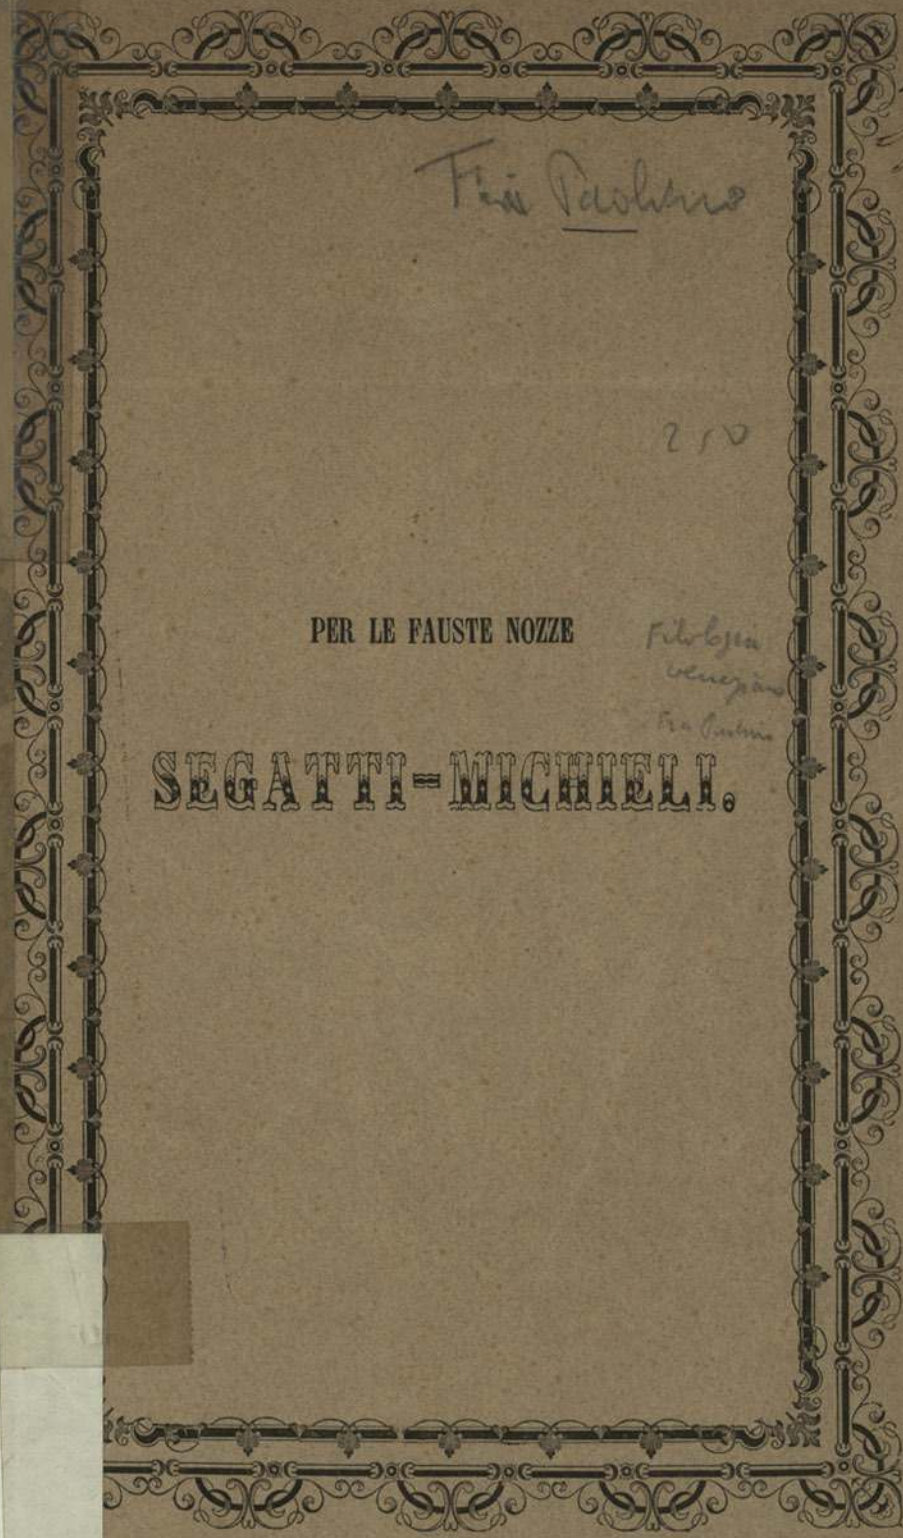 Fra Paolino
250
PER LE FAUSTE NOZZE
Filologia
veneziana
Fra Paolino
SEGATTI=MICHIELI.